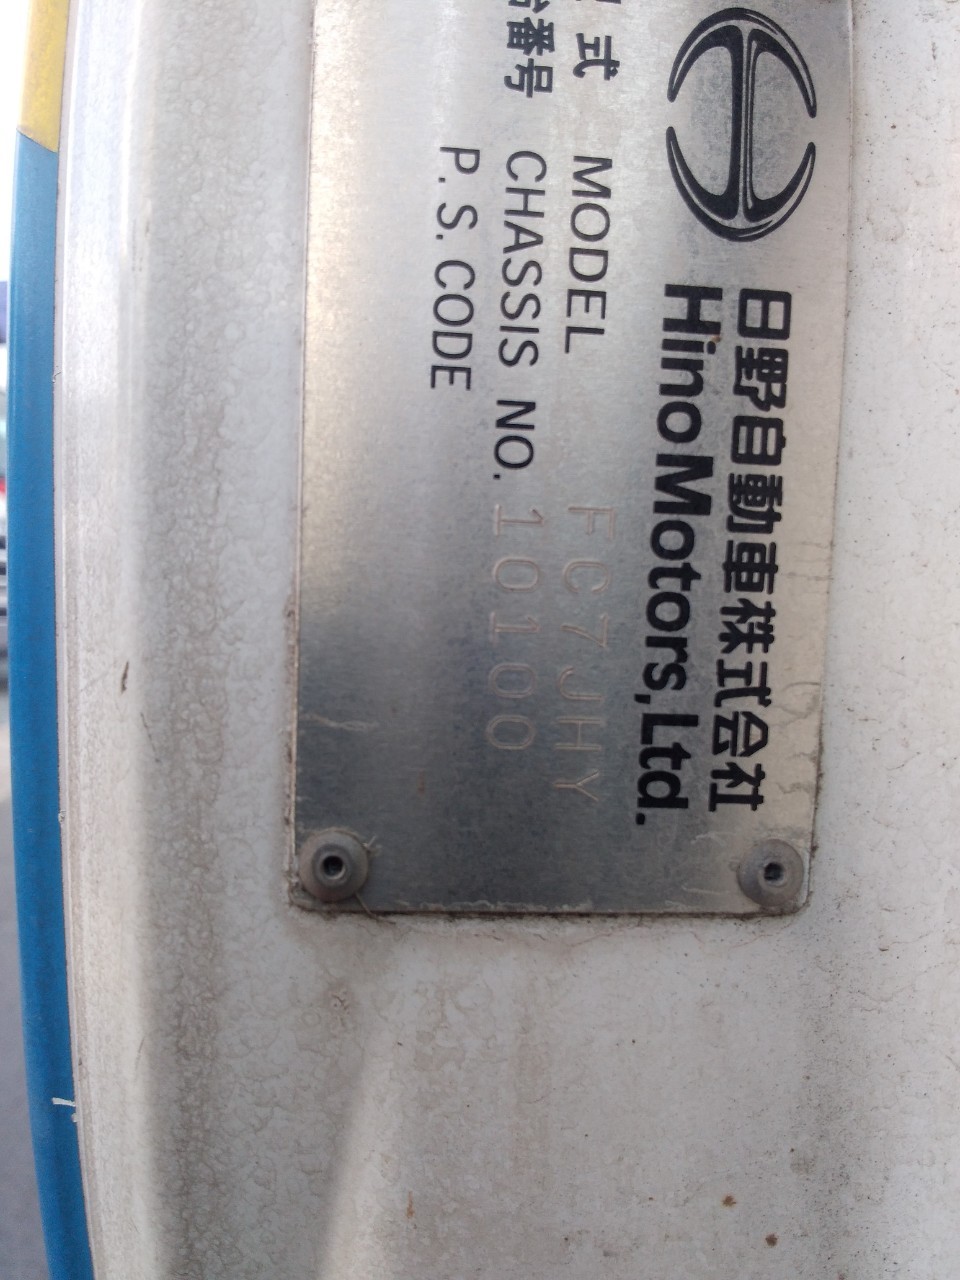 日野自動車株式会社
Hino Motors, Ltd.
式 MODEL FC7JHY
番号 CHASSIS NO. 10100
P. S. CODE